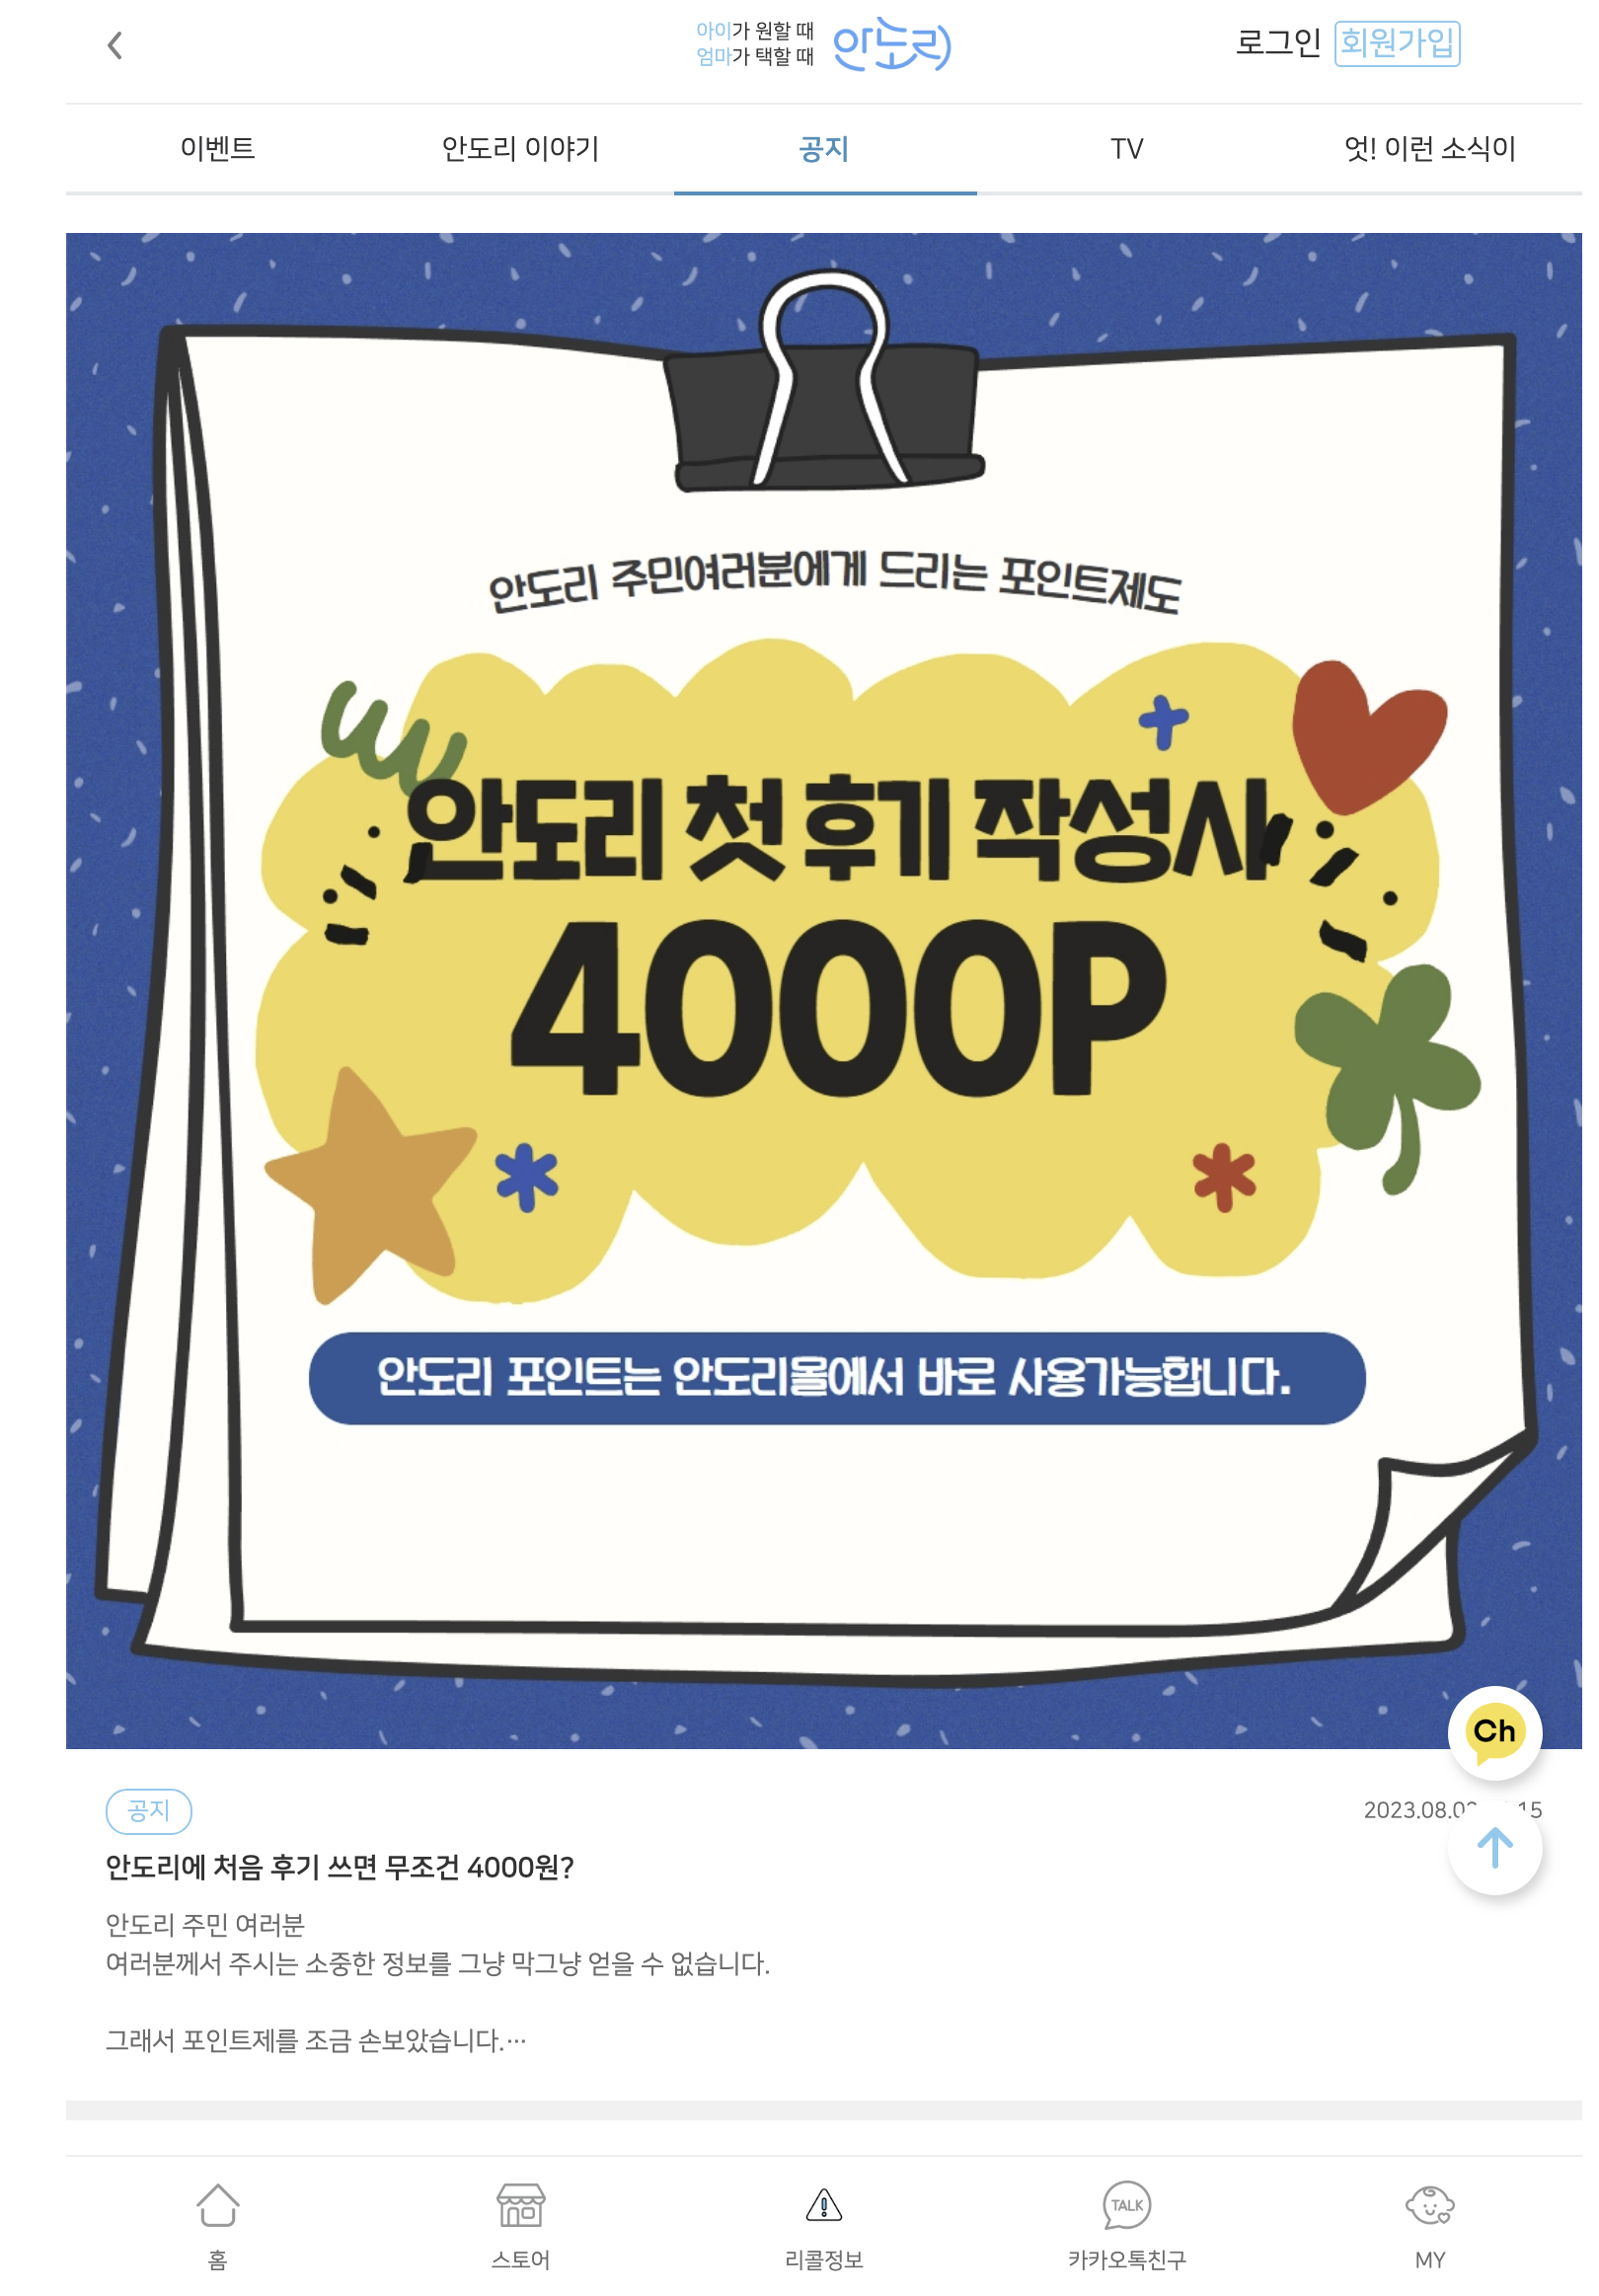 아이가 원할 때
엄마가 택할 때
안도리
로그인 회원가입
이벤트 안도리 이야기 공지 TV 엇! 이런 소식이
안도리 주민여러분에게 드리는 포인트제도
안도리 첫 후기 작성시
4000P
안도리 포인트는 안도리몰에서 바로 사용가능합니다.
Ch
공지
2023.08.0 15
안도리에 처음 후기 쓰면 무조건 4000원?
안도리 주민 여러분
여러분께서 주시는 소중한 정보를 그냥 막그냥 얻을 수 없습니다.
그래서 포인트제를 조금 손보았습니다.…
TALK
홈 스토어 리콜정보 카카오톡친구 MY